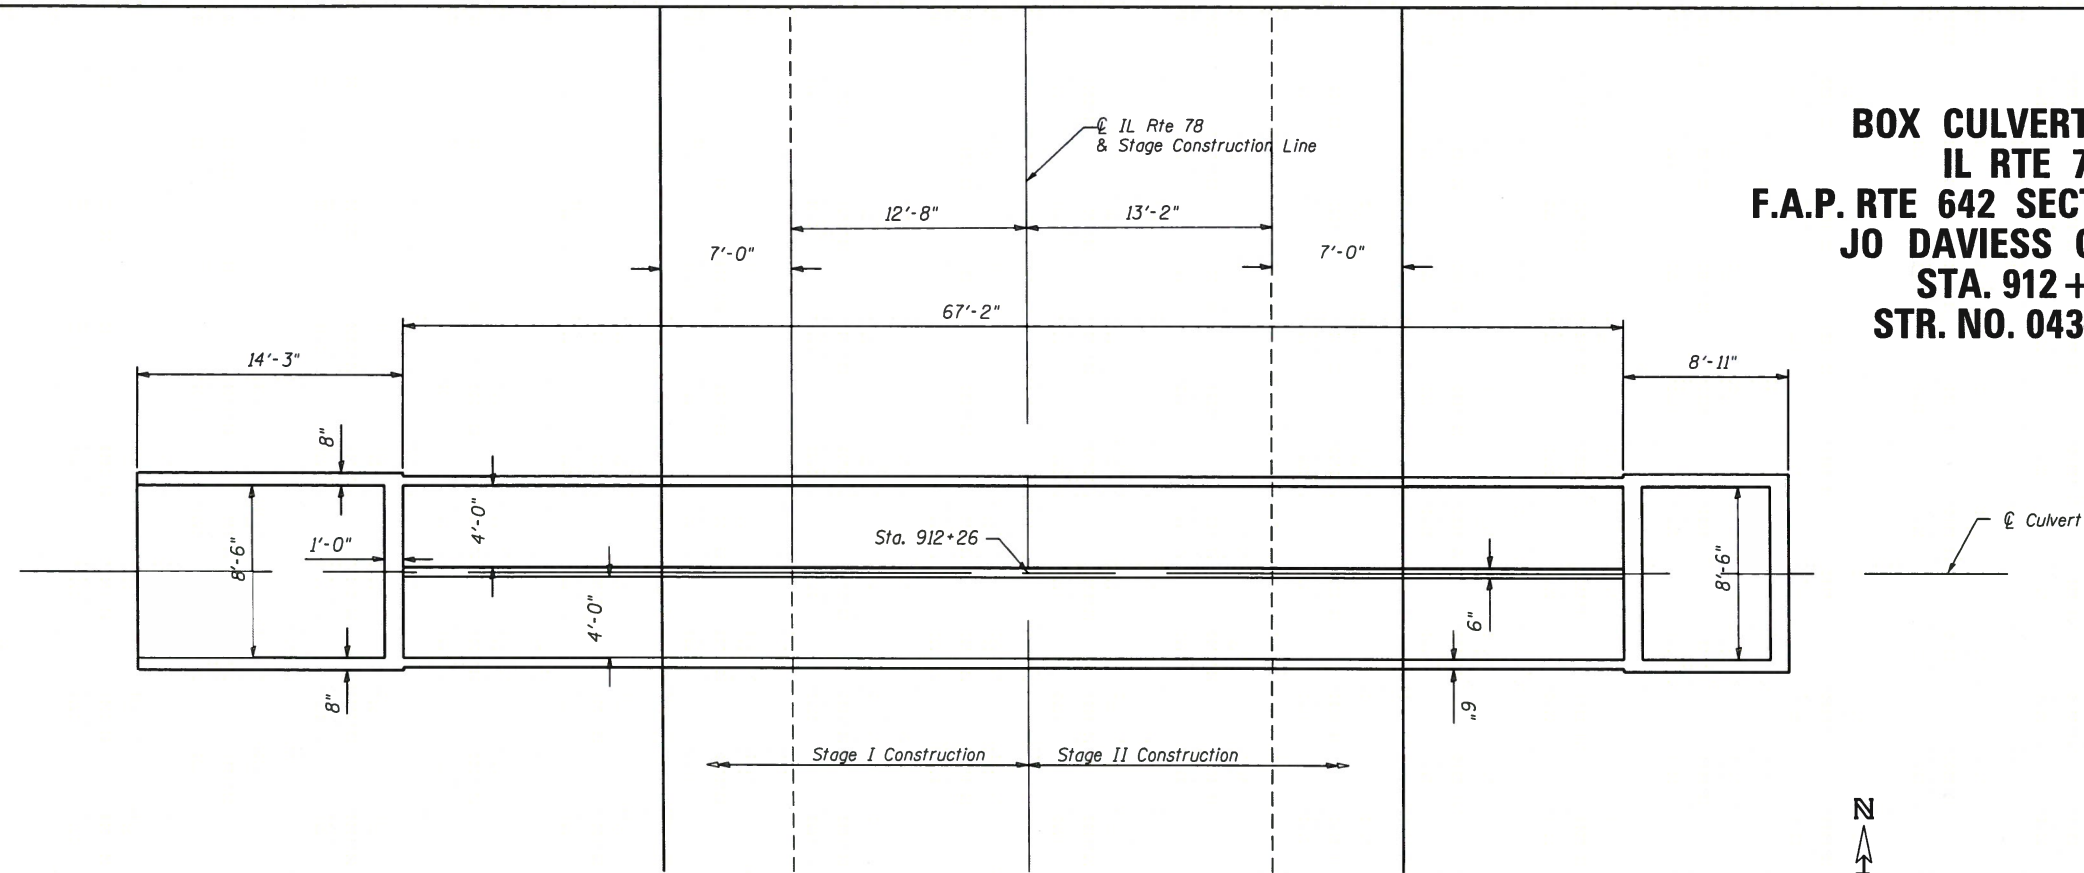 BOX CULVERT
IL RTE 7
F.A.P. RTE 642 SECT
JO DAVIESS
STA. 912+
STR. NO. 043
℄ IL Rte 78
& Stage Construction Line
12'-8"
13'-2"
7'-0"
7'-0"
67'-2"
14'-3"
8'-11"
8"
4'-0"
8'-6"
1'-0"
Sta. 912+26
℄ Culvert
8'-6"
4'-0"
6"
8"
6"
Stage I Construction
Stage II Construction
N